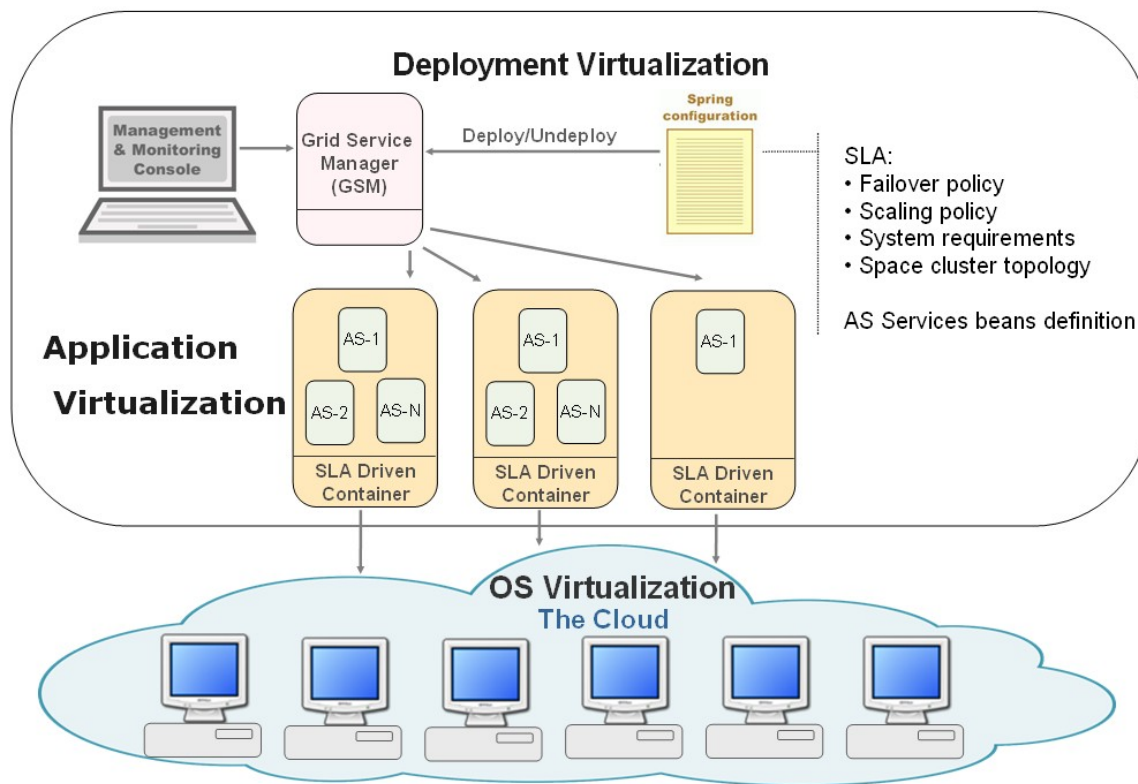 Deployment Virtualization
Management
& Monitoring
Console
Grid Service
Manager
(GSM)
Deploy/Undeploy
Spring
configuration
SLA:
• Failover policy
• Scaling policy
• System requirements
• Space cluster topology
AS Services beans definition
Application
Virtualization
AS-1
AS-2
AS-N
SLA Driven
Container
AS-1
AS-2
AS-N
SLA Driven
Container
AS-1
SLA Driven
Container
OS Virtualization
The Cloud